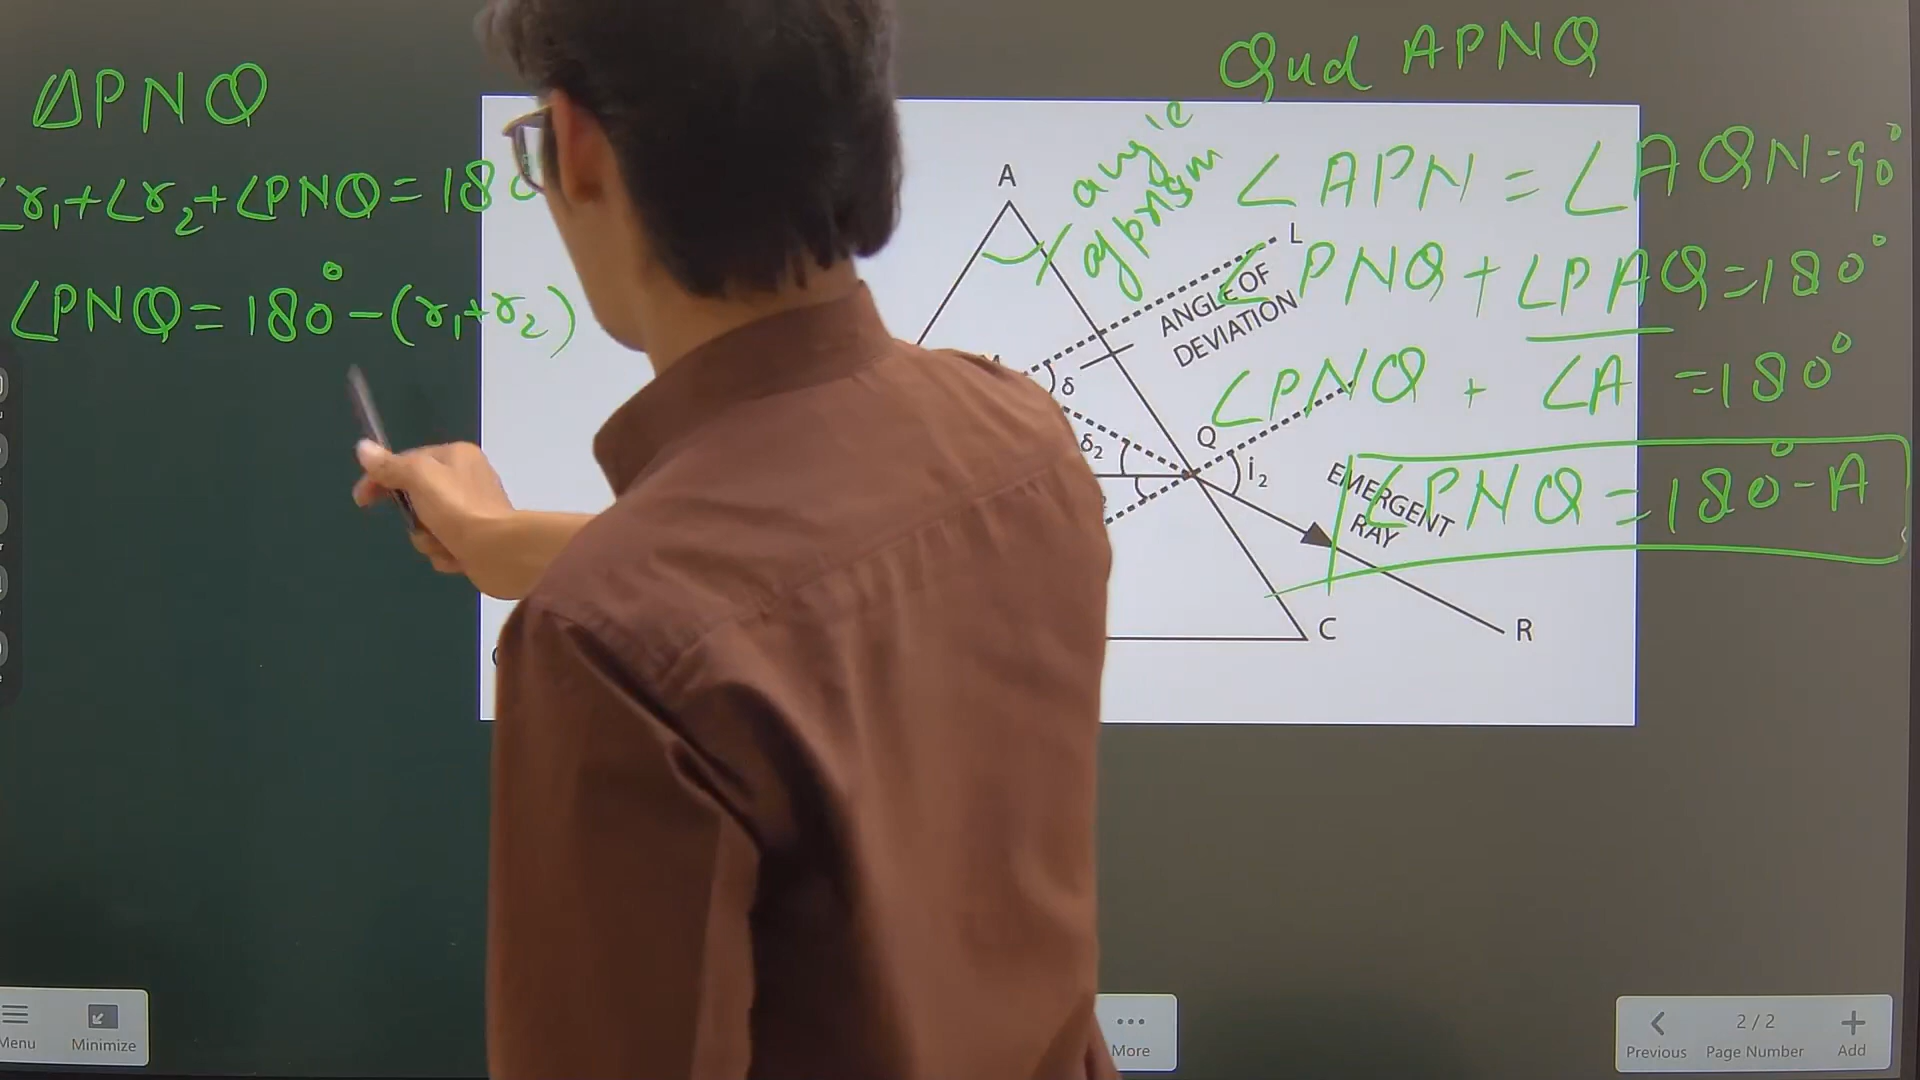 ΔPNQ
∠r₁+∠r₂+∠PNQ=180
∠PNQ=180°-(r₁+r₂)
Qud APNQ
∠APN = ∠AQN=90°
∠PNQ+∠PAQ=180°
∠PNQ + ∠A =180°
∠PNQ=180°-A
angle
of prism
A
L
ANGLE OF
DEVIATION
δ
δ₂
Q
i₂
EMERGENT
RAY
C
R
Menu
Minimize
More
Previous
2 / 2
Page Number
Add